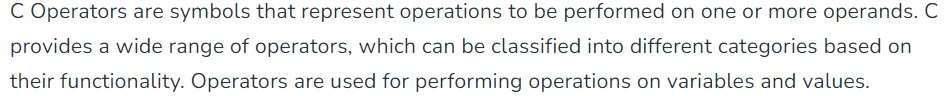 C Operators are symbols that represent operations to be performed on one or more operands. C
provides a wide range of operators, which can be classified into different categories based on
their functionality. Operators are used for performing operations on variables and values.